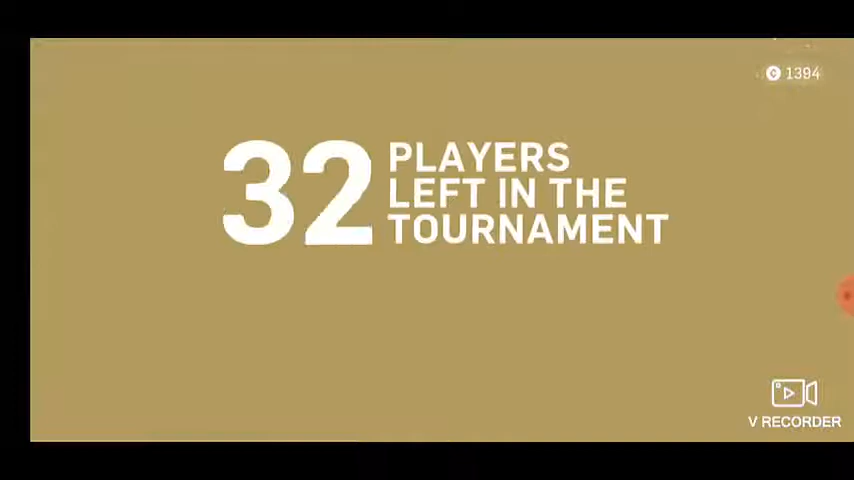 1394
32 PLAYERS
LEFT IN THE
TOURNAMENT
V RECORDER